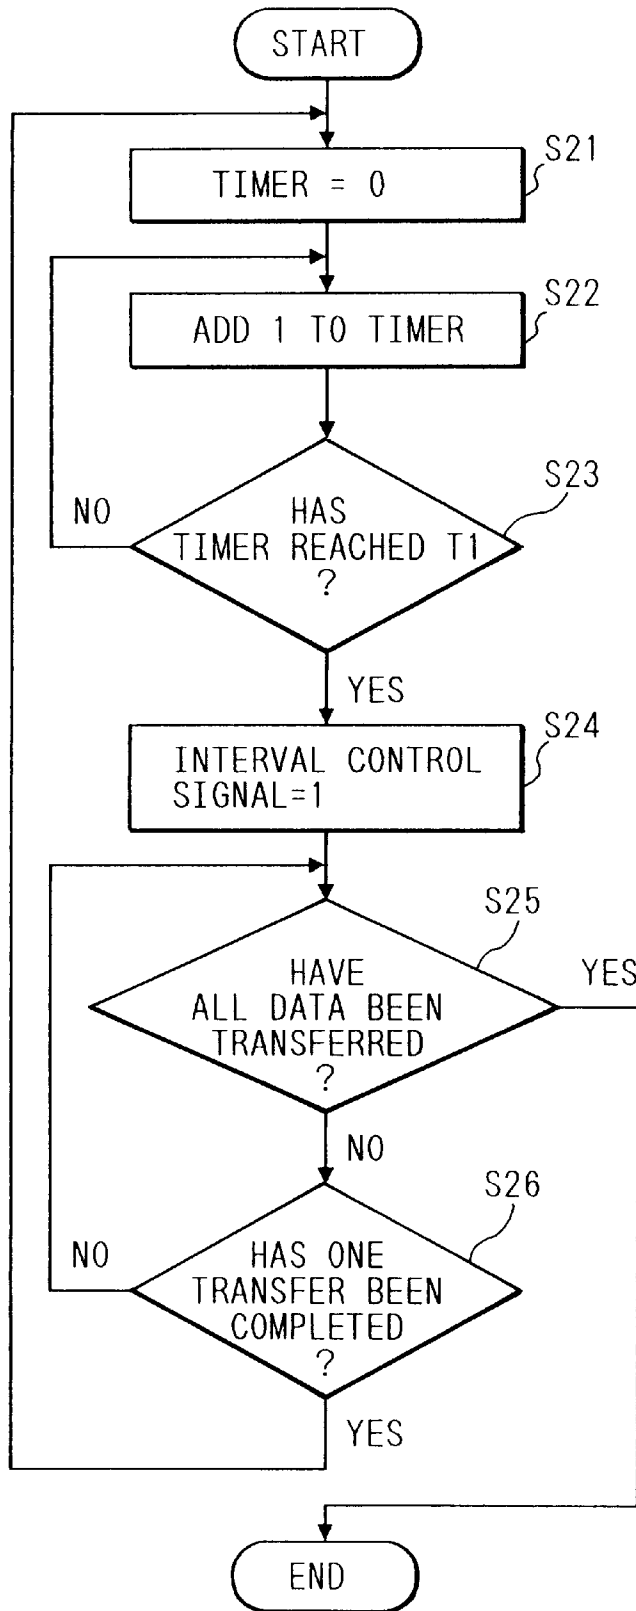 START
S21
TIMER = 0
S22
ADD 1 TO TIMER
S23
NO
HAS
TIMER REACHED T1
?
YES
S24
INTERVAL CONTROL
SIGNAL=1
S25
YES
HAVE
ALL DATA BEEN
TRANSFERRED
?
NO
S26
NO
HAS ONE
TRANSFER BEEN
COMPLETED
?
YES
END